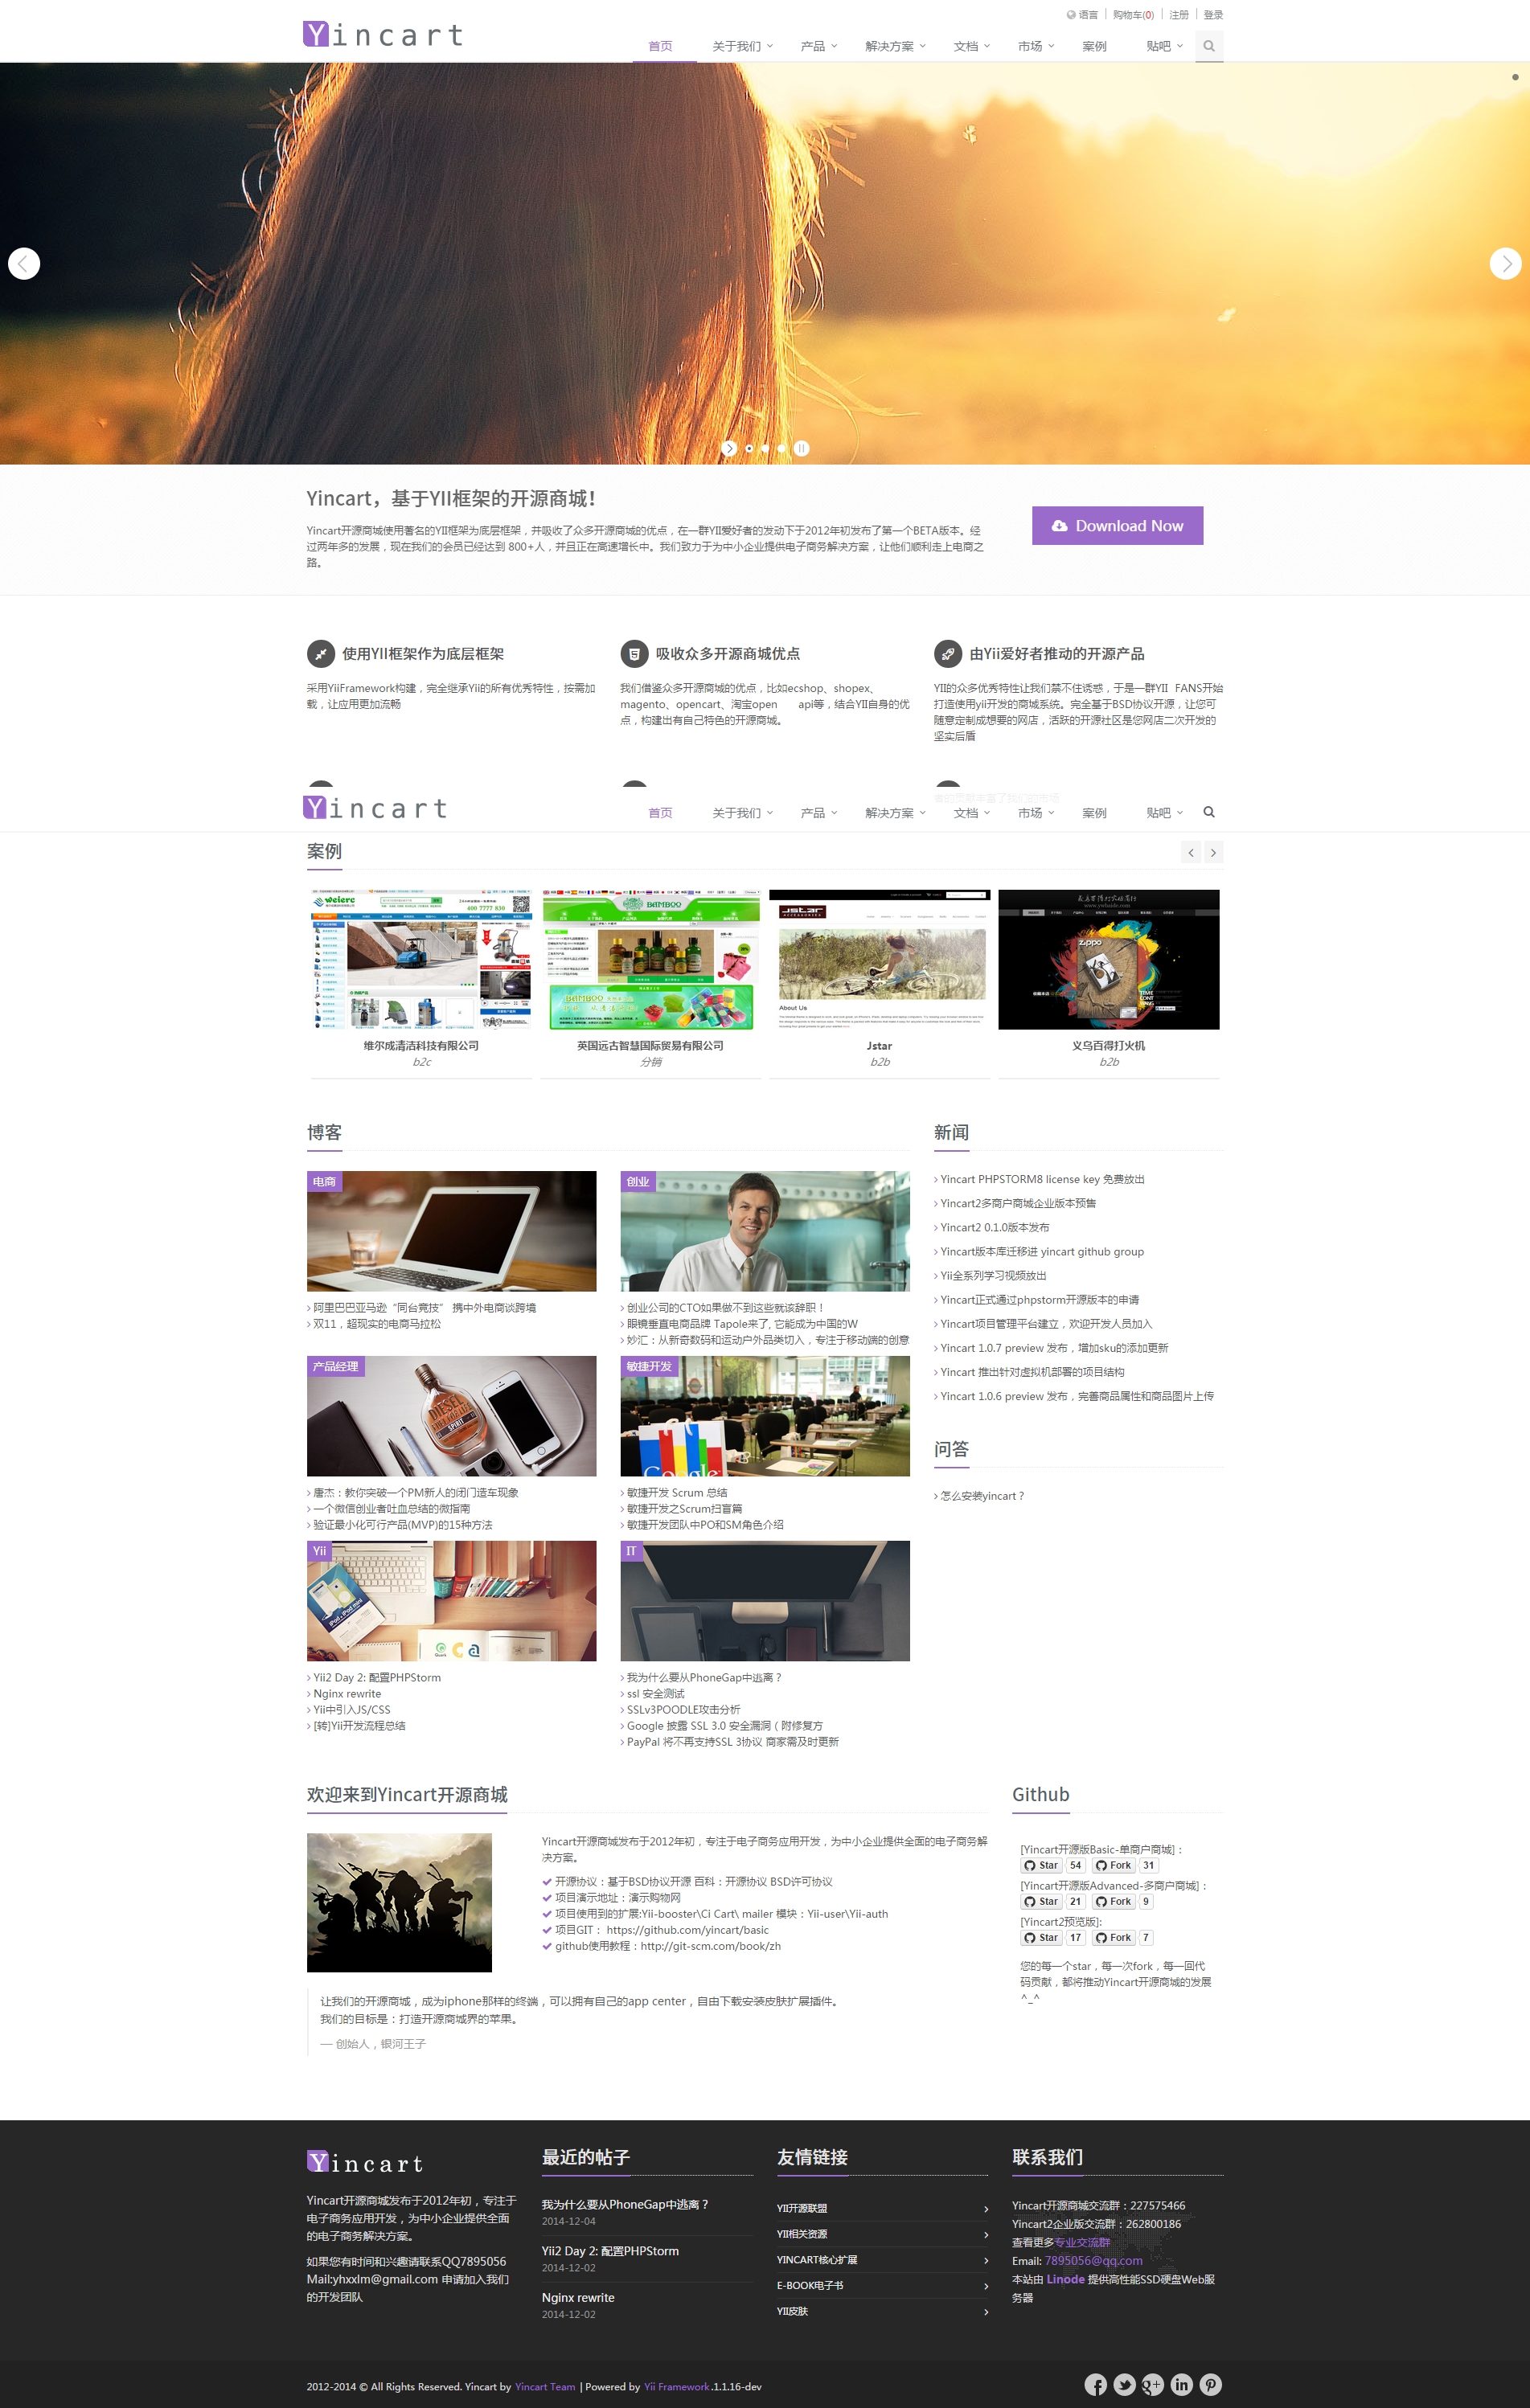 语言 购物车(0) 注册 登录
Yincart
首页 关于我们 产品 解决方案 文档 市场 案例 贴吧
Yincart，基于YII框架的开源商城！
Yincart开源商城使用著名的YII框架为底层框架，并吸收了众多开源商城的优点，在一群YII爱好者的发动下于2012年初发布了第一个BETA版本。经
过两年多的发展，现在我们的会员已经达到 800+人，并且正在高速增长中。我们致力于为中小企业提供电子商务解决方案，让他们顺利走上电商之
路。
Download Now
使用YII框架作为底层框架
采用YiiFramework构建，完全继承Yii的所有优秀特性，按需加
载，让应用更加流畅
吸收众多开源商城优点
我们借鉴众多开源商城的优点，比如ecshop、shopex、
magento、opencart、淘宝open api等，结合YII自身的优
点，构建出有自己特色的开源商城。
由Yii爱好者推动的开源产品
YII的众多优秀特性让我们禁不住诱惑，于是一群YII FANS开始
打造使用yii开发的商城系统。完全基于BSD协议开源，让您可
随意定制成想要的网店，活跃的开源社区是您网店二次开发的
坚实后盾
Yincart
首页 关于我们 产品 解决方案 文档 市场 案例 贴吧
案例
weierc
400 7777 830
BAMBOO
BAMBOO
Jstar
About Us
zippo
维尔成清洁科技有限公司
b2c
英国远古智慧国际贸易有限公司
分销
Jstar
b2b
义乌百得打火机
b2b
博客
电商
阿里巴巴亚马逊“同台竞技” 携中外电商谈跨境
双11，超现实的电商马拉松
创业
创业公司的CTO如果做不到这些就该辞职！
眼镜垂直电商品牌 Tapole来了, 它能成为中国的W
妙汇：从新奇数码和运动户外品类切入，专注于移动端的创意
产品经理
DIESEL
SPIRIT
唐杰：教你突破一个PM新人的闭门造车现象
一个微信创业者吐血总结的微指南
验证最小化可行产品(MVP)的15种方法
敏捷开发
Google
敏捷开发 Scrum 总结
敏捷开发之Scrum扫盲篇
敏捷开发团队中PO和SM角色介绍
Yii
Yii2 Day 2: 配置PHPStorm
Nginx rewrite
Yii中引入JS/CSS
[转]Yii开发流程总结
IT
我为什么要从PhoneGap中逃离？
ssl 安全测试
SSLv3POODLE攻击分析
Google 披露 SSL 3.0 安全漏洞（附修复方
PayPal 将不再支持SSL 3协议 商家需及时更新
新闻
Yincart PHPSTORM8 license key 免费放出
Yincart2多商户商城企业版本预售
Yincart2 0.1.0版本发布
Yincart版本库迁移进 yincart github group
Yii全系列学习视频放出
Yincart正式通过phpstorm开源版本的申请
Yincart项目管理平台建立，欢迎开发人员加入
Yincart 1.0.7 preview 发布，增加sku的添加更新
Yincart 推出针对虚拟机部署的项目结构
Yincart 1.0.6 preview 发布，完善商品属性和商品图片上传
问答
怎么安装yincart？
欢迎来到Yincart开源商城
Yincart开源商城发布于2012年初，专注于电子商务应用开发，为中小企业提供全面的电子商务解
决方案。
开源协议：基于BSD协议开源 百科：开源协议 BSD许可协议
项目演示地址：演示购物网
项目使用到的扩展:Yii-booster\Ci Cart\ mailer 模块：Yii-user\Yii-auth
项目GIT： https://github.com/yincart/basic
github使用教程：http://git-scm.com/book/zh
让我们的开源商城，成为iphone那样的终端，可以拥有自己的app center，自由下载安装皮肤扩展插件。
我们的目标是：打造开源商城界的苹果。
— 创始人，银河王子
Github
[Yincart开源版Basic-单商户商城]：
Star 54 Fork 31
[Yincart开源版Advanced-多商户商城]：
Star 21 Fork 9
[Yincart2预览版]:
Star 17 Fork 7
您的每一个star，每一次fork，每一回代
码贡献，都将推动Yincart开源商城的发展
^_^
Yincart
Yincart开源商城发布于2012年初，专注于
电子商务应用开发，为中小企业提供全面
的电子商务解决方案。
如果您有时间和兴趣请联系QQ7895056
Mail:yhxxlm@gmail.com 申请加入我们
的开发团队
最近的帖子
我为什么要从PhoneGap中逃离？
2014-12-04
Yii2 Day 2: 配置PHPStorm
2014-12-02
Nginx rewrite
2014-12-02
友情链接
YII开源联盟
YII相关资源
YINCART核心扩展
E-BOOK电子书
YII皮肤
联系我们
Yincart开源商城交流群：227575466
Yincart2企业版交流群：262800186
查看更多专业交流群
Email: 7895056@qq.com
本站由 Linode 提供高性能SSD硬盘Web服
务器
2012-2014 © All Rights Reserved. Yincart by Yincart Team | Powered by Yii Framework.1.1.16-dev